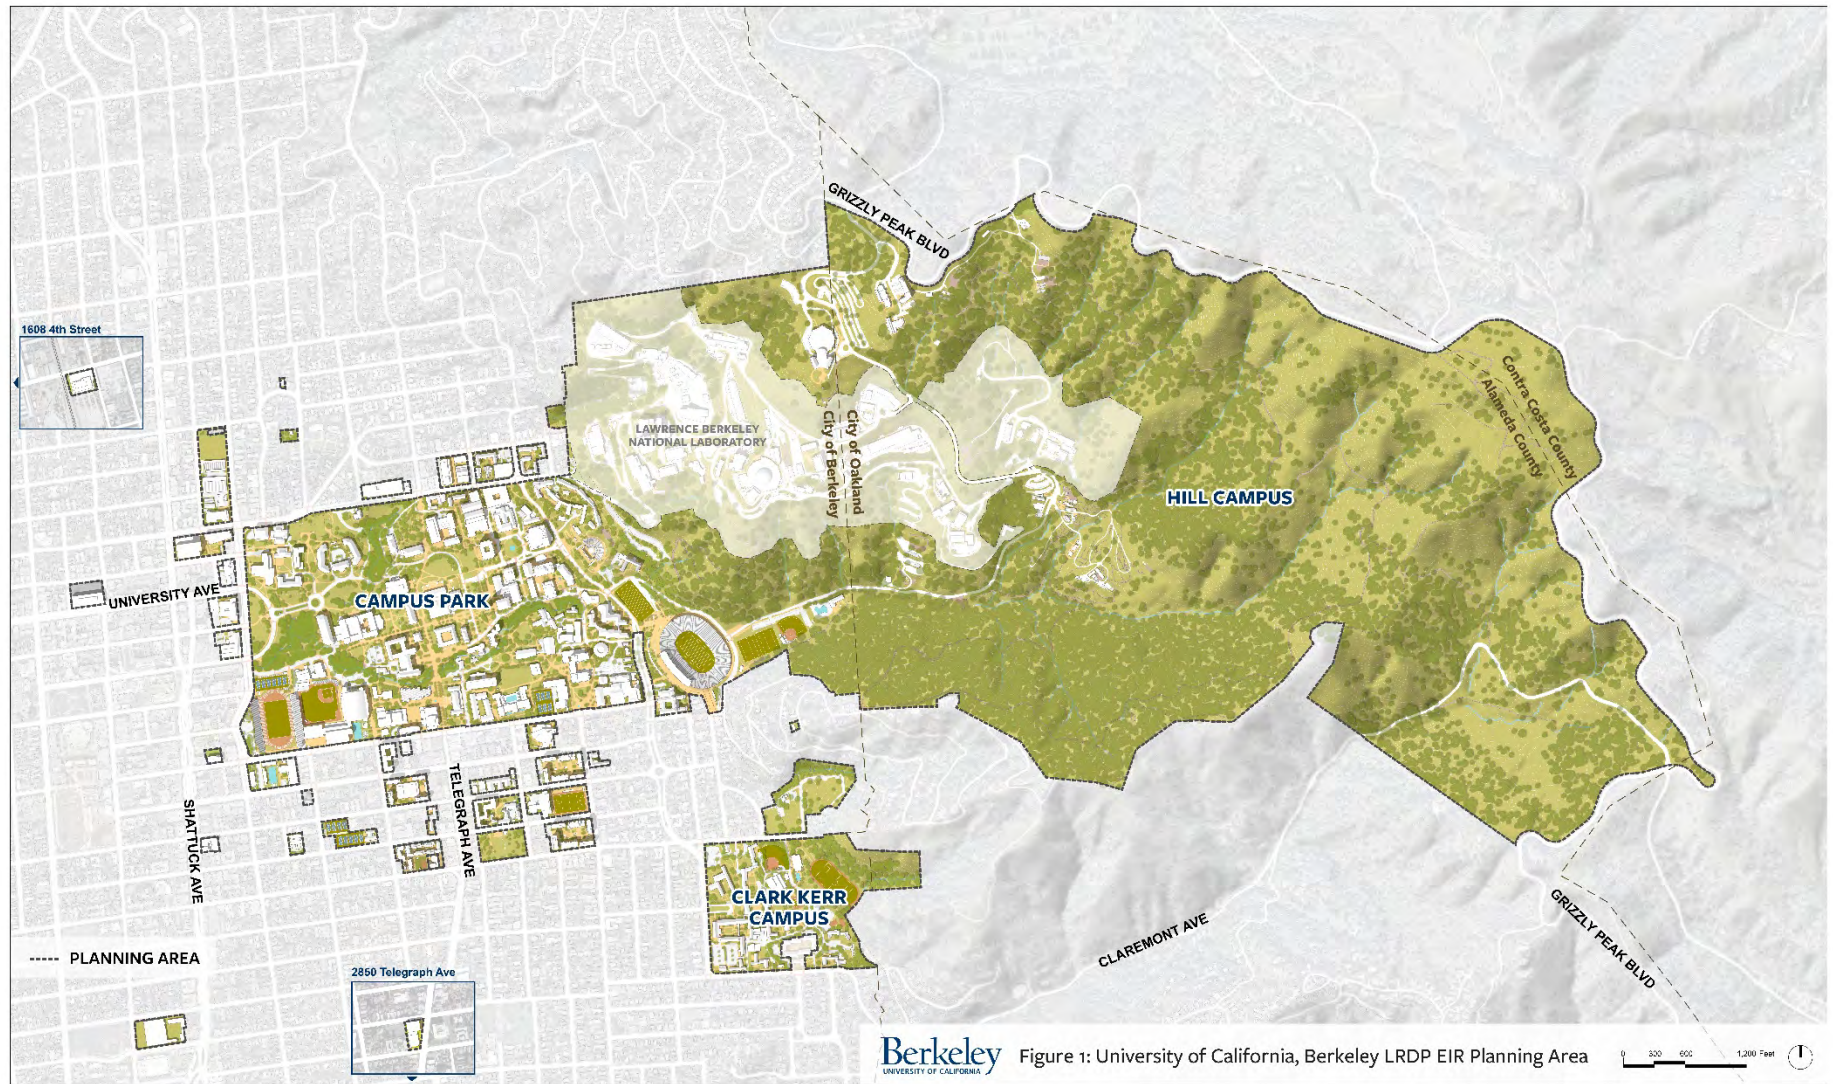 GRIZZLY PEAK BLVD
1608 4th Street
Contra Costa County
Alameda County
LAWRENCE BERKELEY
NATIONAL LABORATORY
City of Oakland
City of Berkeley
HILL CAMPUS
UNIVERSITY AVE
CAMPUS PARK
SHATTUCK AVE
TELEGRAPH AVE
CLARK KERR
CAMPUS
CLAREMONT AVE
GRIZZLY PEAK BLVD
PLANNING AREA
2850 Telegraph Ave
Berkeley
UNIVERSITY OF CALIFORNIA
Figure 1: University of California, Berkeley LRDP EIR Planning Area
0 300 600 1,200 Feet